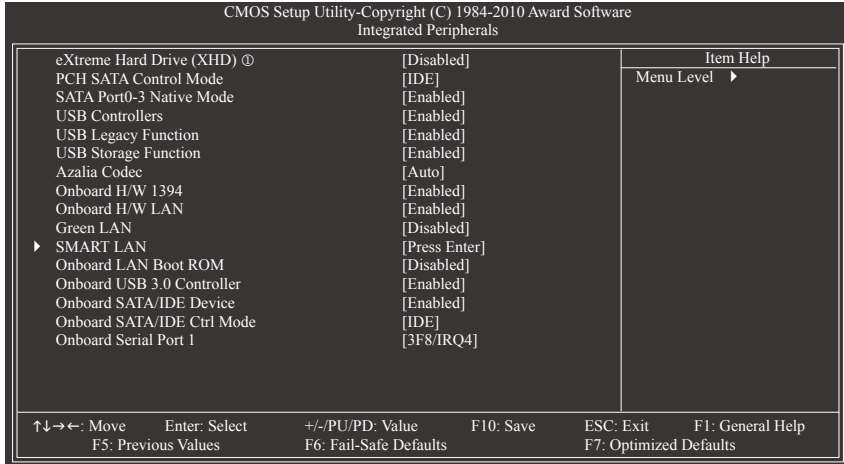 CMOS Setup Utility-Copyright (C) 1984-2010 Award Software
Integrated Peripherals
eXtreme Hard Drive (XHD) ① [Disabled]
PCH SATA Control Mode [IDE]
SATA Port0-3 Native Mode [Enabled]
USB Controllers [Enabled]
USB Legacy Function [Enabled]
USB Storage Function [Enabled]
Azalia Codec [Auto]
Onboard H/W 1394 [Enabled]
Onboard H/W LAN [Enabled]
Green LAN [Disabled]
SMART LAN [Press Enter]
Onboard LAN Boot ROM [Disabled]
Onboard USB 3.0 Controller [Enabled]
Onboard SATA/IDE Device [Enabled]
Onboard SATA/IDE Ctrl Mode [IDE]
Onboard Serial Port 1 [3F8/IRQ4]
Item Help
Menu Level
↑↓→←: Move Enter: Select +/-/PU/PD: Value F10: Save ESC: Exit F1: General Help
F5: Previous Values F6: Fail-Safe Defaults F7: Optimized Defaults